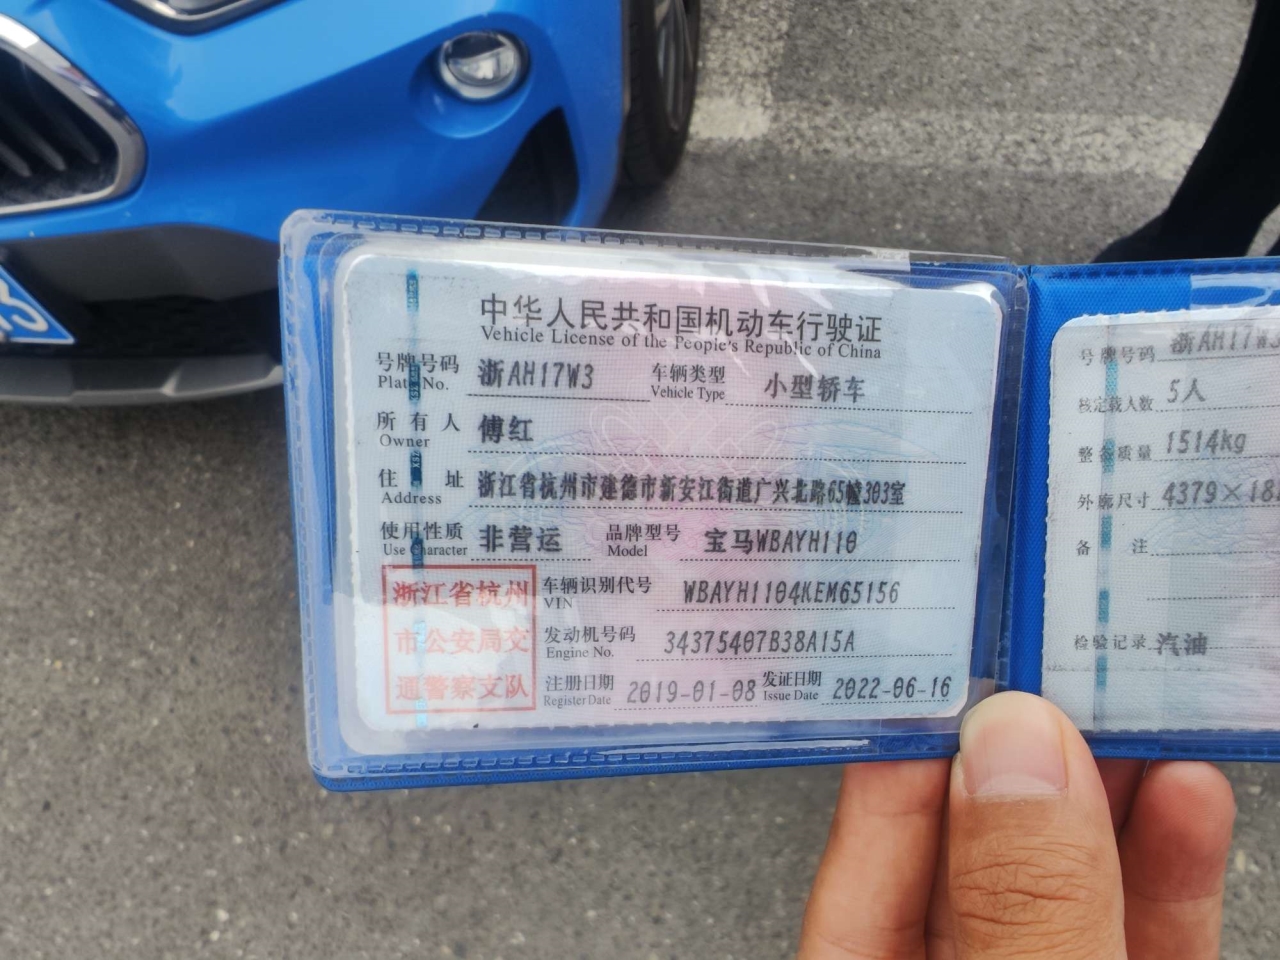 中华人民共和国机动车行驶证
Vehicle License of the People's Republic of China
号牌号码 浙AH17W3 车辆类型 小型轿车
Plate No. Vehicle Type
所有人 傅红
Owner
住址 浙江省杭州市建德市新安江街道广兴北路65幢303室
Address
使用性质 非营运 品牌型号 宝马WBAYH110
Use Character Model
浙江省杭州
市公安局交
通警察支队
车辆识别代号 WBAYH1104KEM65156
VIN
发动机号码 34375407B38A15A
Engine No.
注册日期 2019-01-08 发证日期 2022-06-16
Register Date Issue Date
号牌号码 浙AH17W3
核定载人数 5人
整备质量 1514kg
外廓尺寸 4379×18
备注
检验记录 汽油